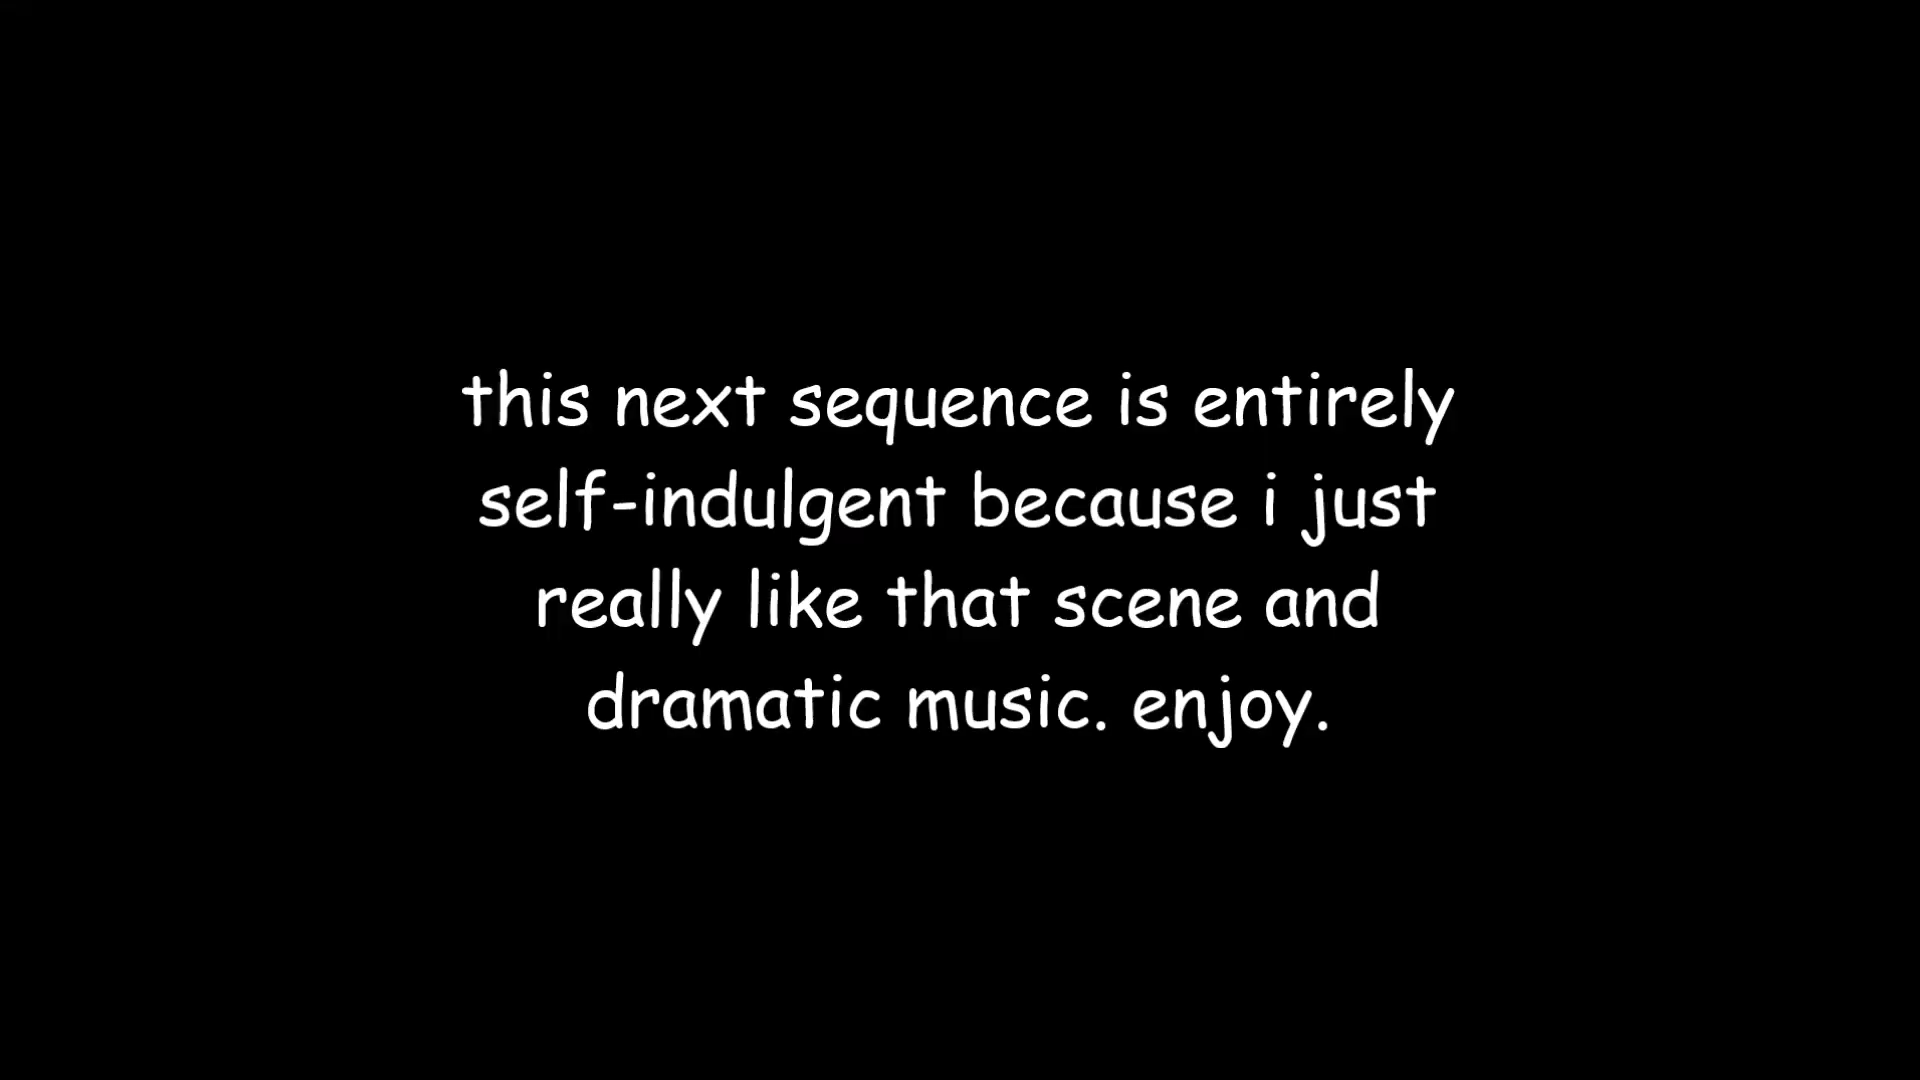 this next sequence is entirely
self-indulgent because i just
really like that scene and
dramatic music. enjoy.